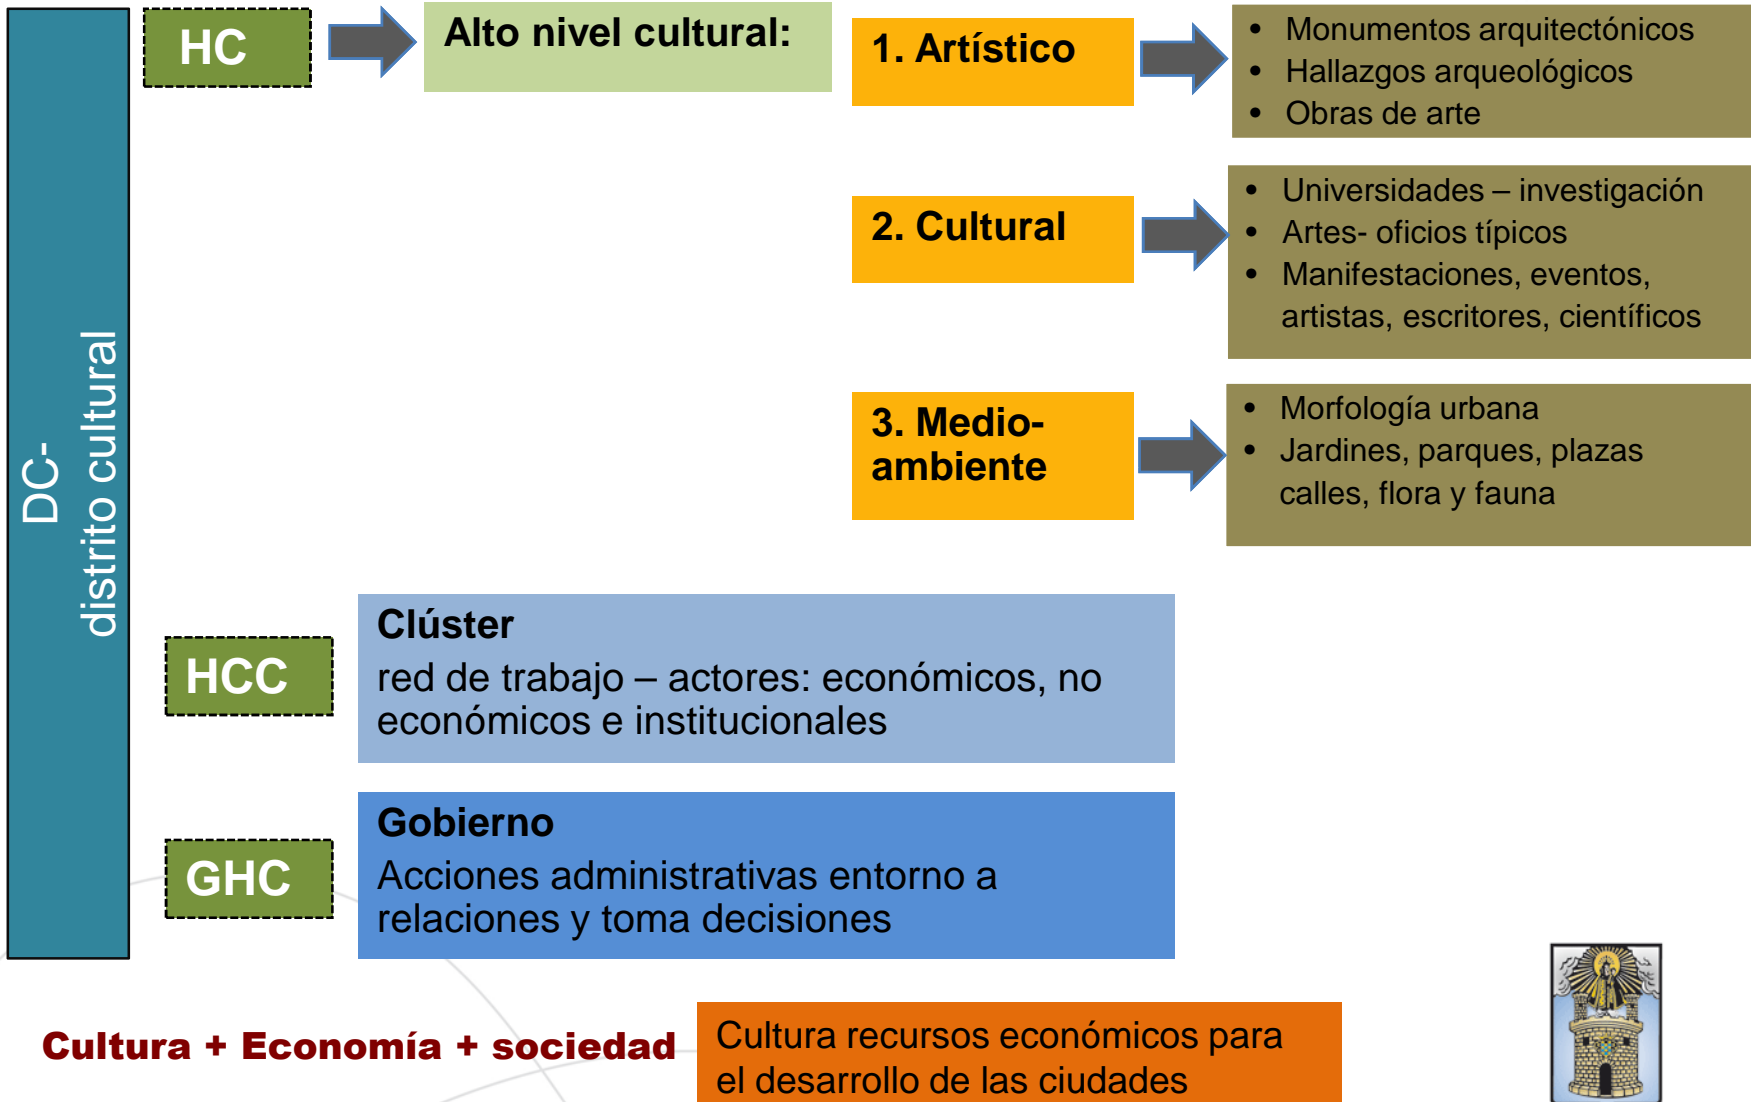 DC-
distrito cultural
HC
Alto nivel cultural:
1. Artístico
• Monumentos arquitectónicos
• Hallazgos arqueológicos
• Obras de arte
2. Cultural
• Universidades – investigación
• Artes- oficios típicos
• Manifestaciones, eventos,
artistas, escritores, científicos
3. Medio-
ambiente
• Morfología urbana
• Jardines, parques, plazas
calles, flora y fauna
HCC
Clúster
red de trabajo – actores: económicos, no
económicos e institucionales
GHC
Gobierno
Acciones administrativas entorno a
relaciones y toma decisiones
Cultura + Economía + sociedad
Cultura recursos económicos para
el desarrollo de las ciudades